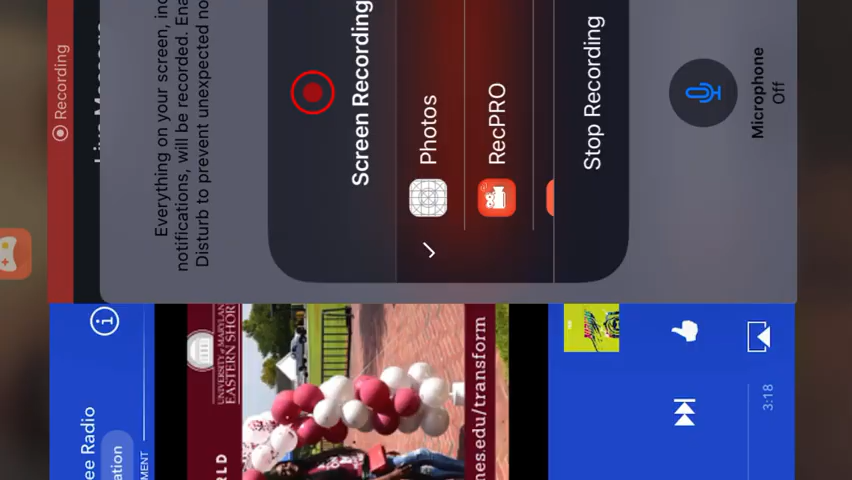 Recording
Everything on your screen, inc
notifications, will be recorded. Ena
Disturb to prevent unexpected no
Screen Recording
Photos
RecPRO
Stop Recording
Microphone
Off
ee Radio
ation
MENT
UNIVERSITY of MARYLAND
EASTERN SHOR
RLD
nes.edu/transform
3:18